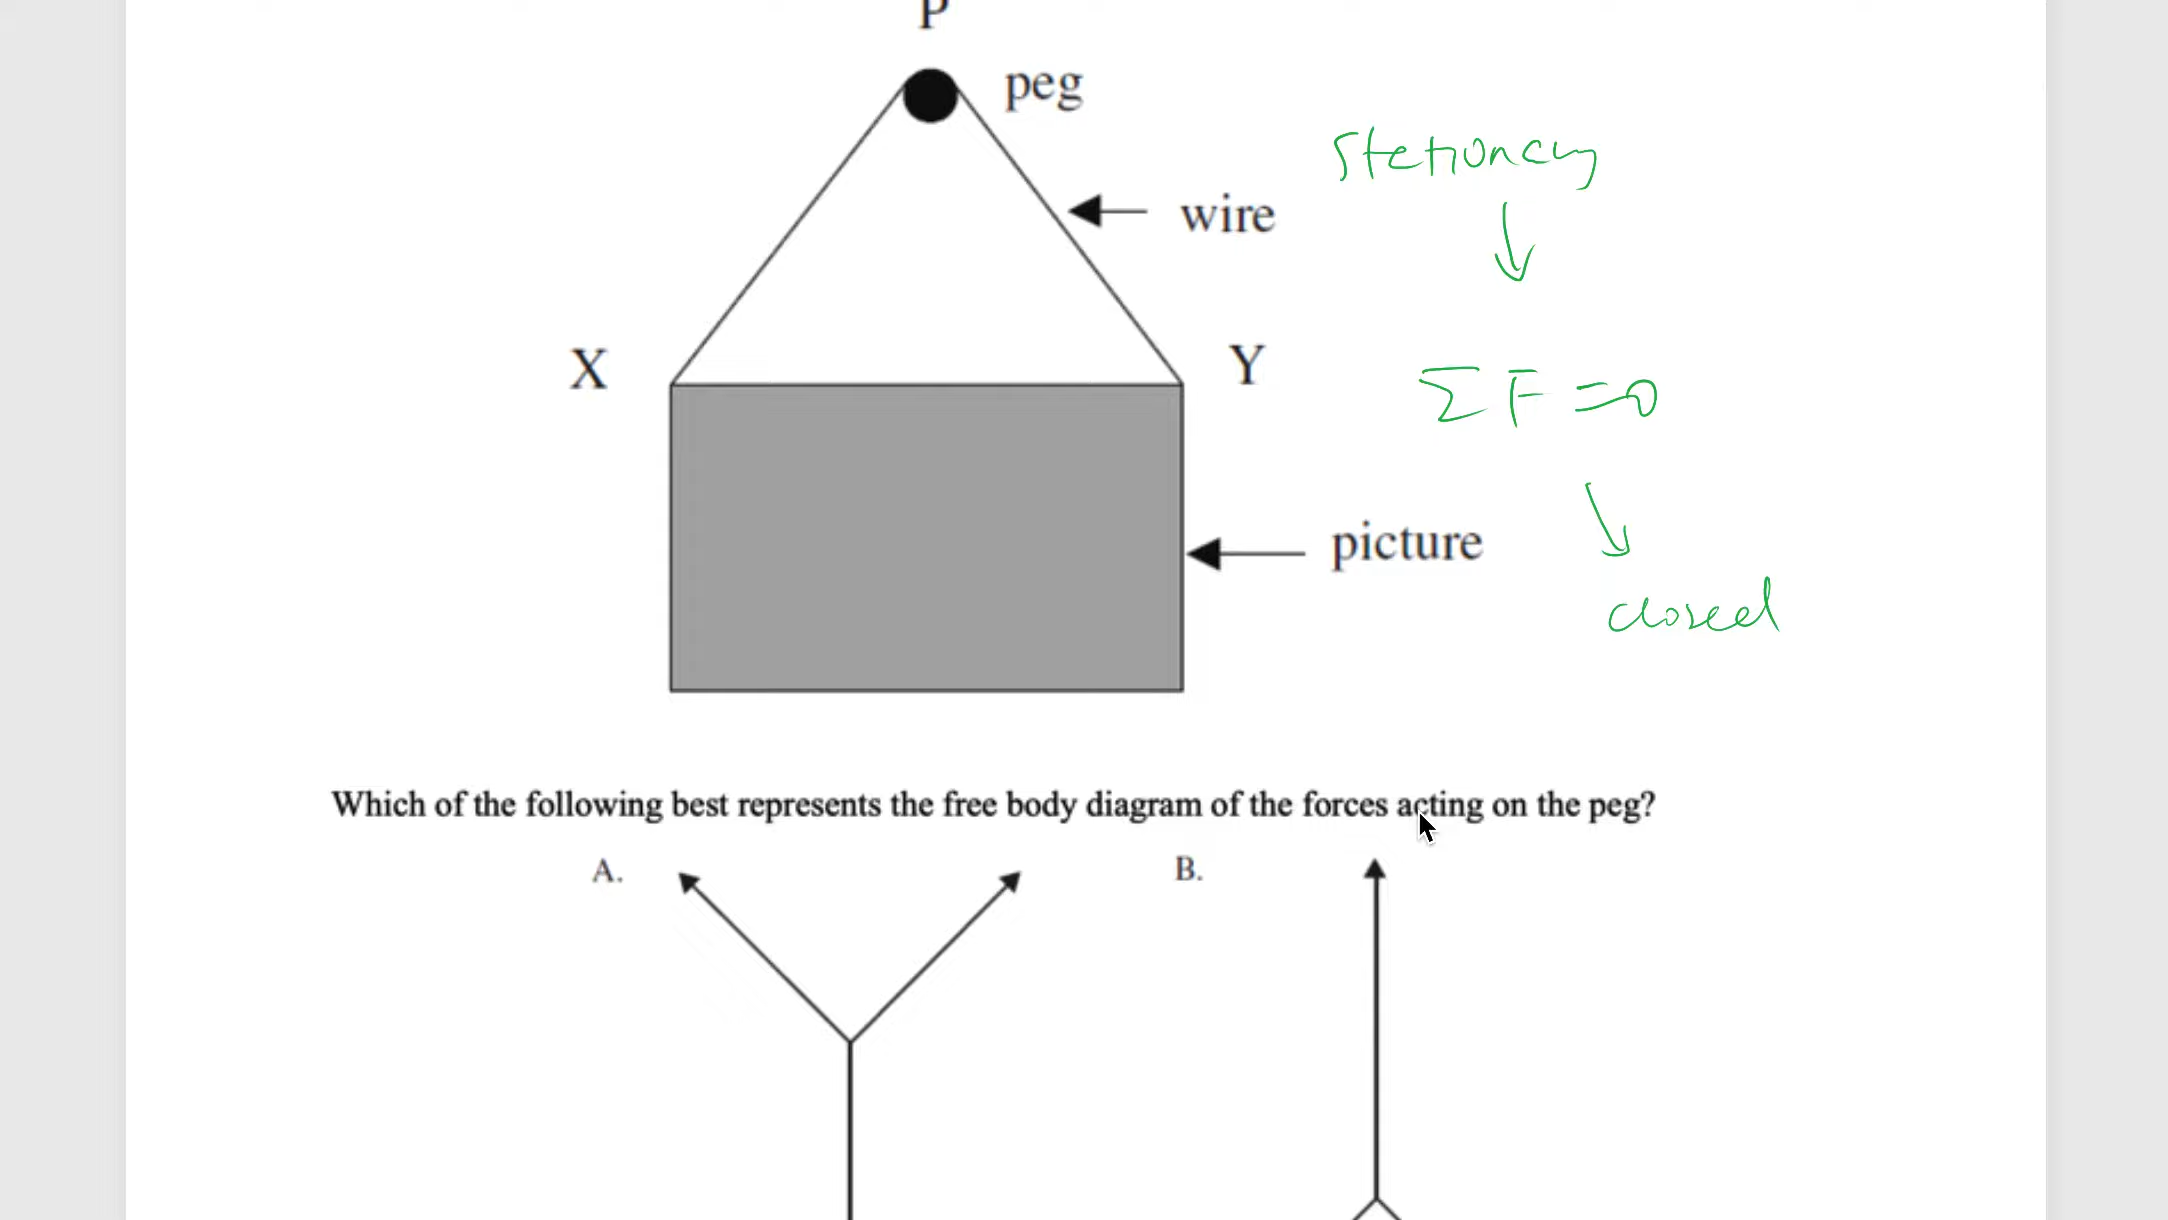 P
peg
stationary
wire
X
Y
ΣF=0
picture
closed
Which of the following best represents the free body diagram of the forces acting on the peg?
A.
B.